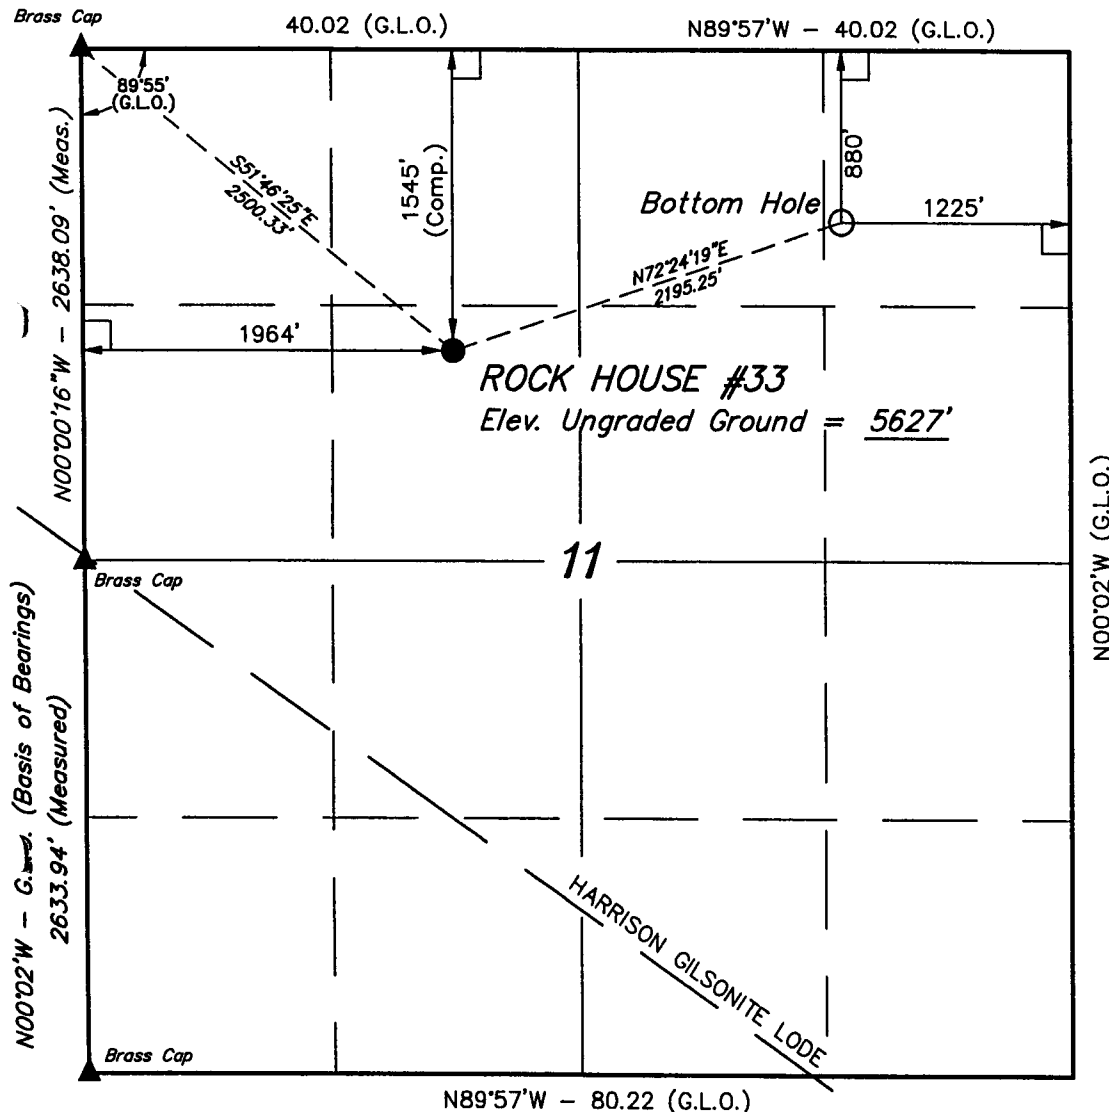 Brass Cap
40.02 (G.L.O.)
N89°57'W – 40.02 (G.L.O.)
89°55'
(G.L.O.)
N00°00'16"W – 2638.09' (Meas.)
S51°46'25"E
2500.33'
1545'
(Comp.)
880'
Bottom Hole
1225'
N72°24'19"E
2195.25'
1964'
ROCK HOUSE #33
Elev. Ungraded Ground = 5627'
N00°02'W (G.L.O.)
11
Brass Cap
N00°02'W – (Basis of Bearings)
2633.94' (Measured)
HARRISON GILSONITE LODE
Brass Cap
N89°57'W – 80.22 (G.L.O.)